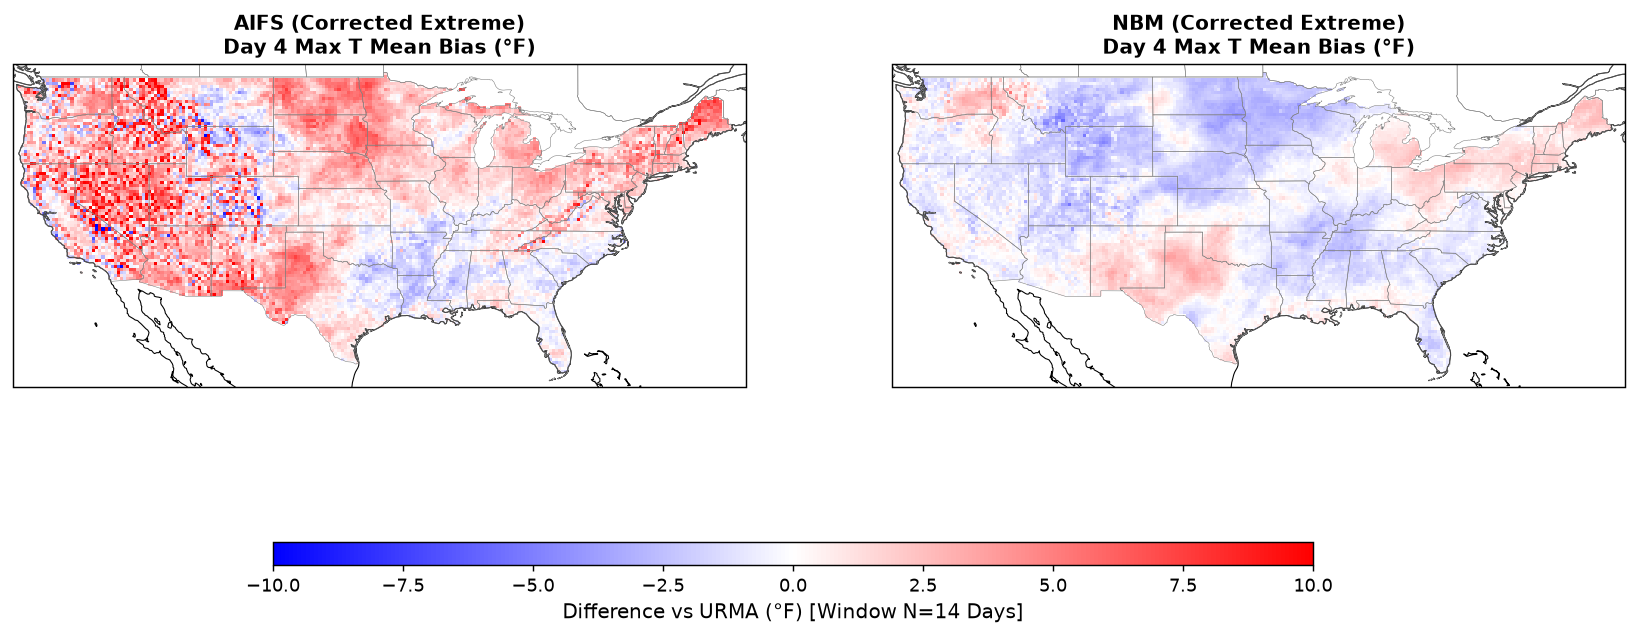 AIFS (Corrected Extreme)
Day 4 Max T Mean Bias (°F)
NBM (Corrected Extreme)
Day 4 Max T Mean Bias (°F)
−10.0 −7.5 −5.0 −2.5 0.0 2.5 5.0 7.5 10.0
Difference vs URMA (°F) [Window N=14 Days]